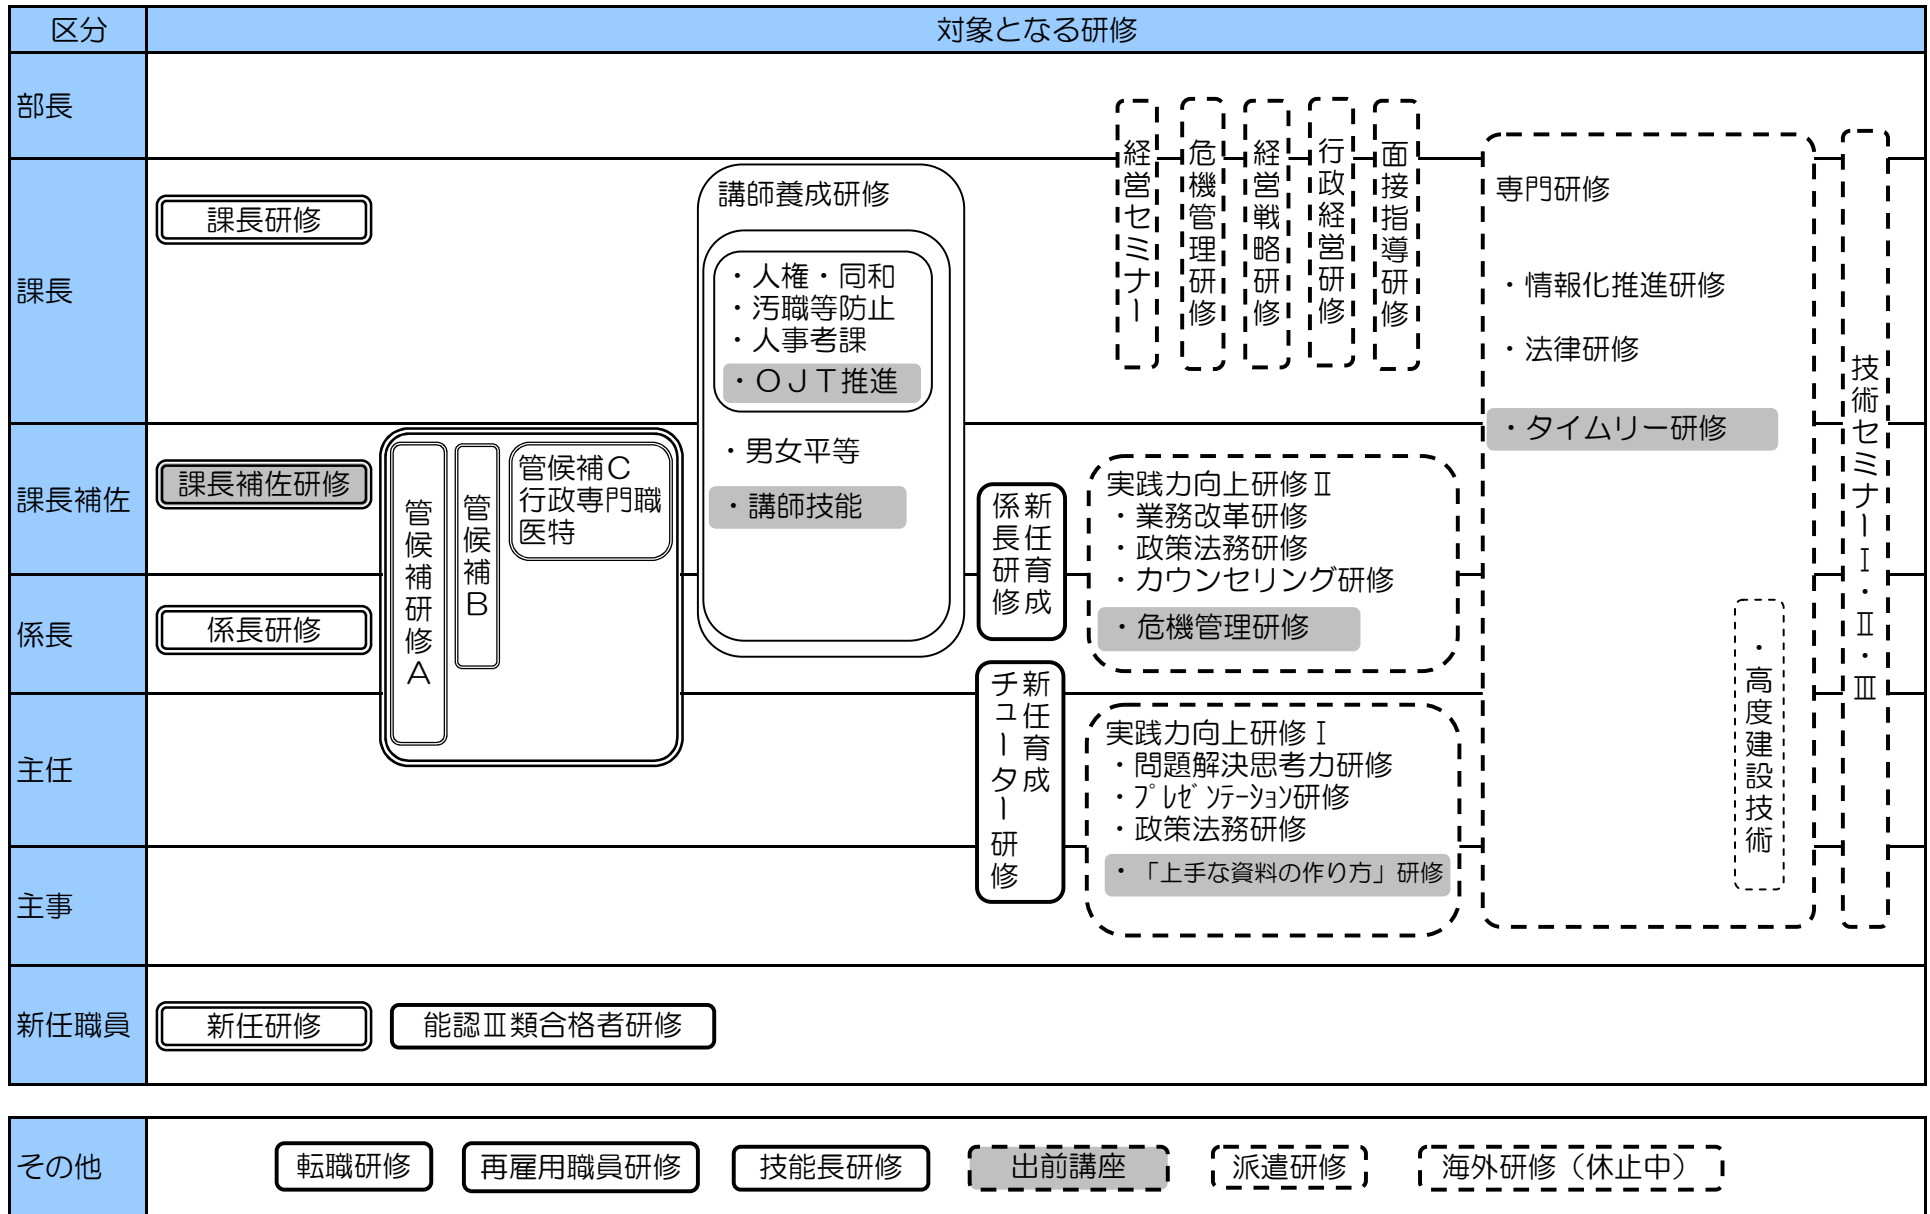 区分
対象となる研修
部長
課長
課長研修
講師養成研修
・人権・同和
・汚職等防止
・人事考課
・ＯＪＴ推進
・男女平等
・講師技能
経営セミナー
危機管理研修
経営戦略研修
行政経営研修
面接指導研修
専門研修
・情報化推進研修
・法律研修
・タイムリー研修
・高度建設技術
技術セミナーⅠ・Ⅱ・Ⅲ
課長補佐
課長補佐研修
管候補研修Ａ
管候補Ｂ
管候補Ｃ
行政専門職
医特
新任育成
係長研修
実践力向上研修Ⅱ
・業務改革研修
・政策法務研修
・カウンセリング研修
・危機管理研修
係長
係長研修
新任育成
チューター研修
主任
実践力向上研修Ⅰ
・問題解決思考力研修
・ﾌﾟﾚｾﾞﾝﾃｰｼｮﾝ研修
・政策法務研修
・「上手な資料の作り方」研修
主事
新任職員
新任研修
能認Ⅲ類合格者研修
その他
転職研修
再雇用職員研修
技能長研修
出前講座
派遣研修
海外研修（休止中）